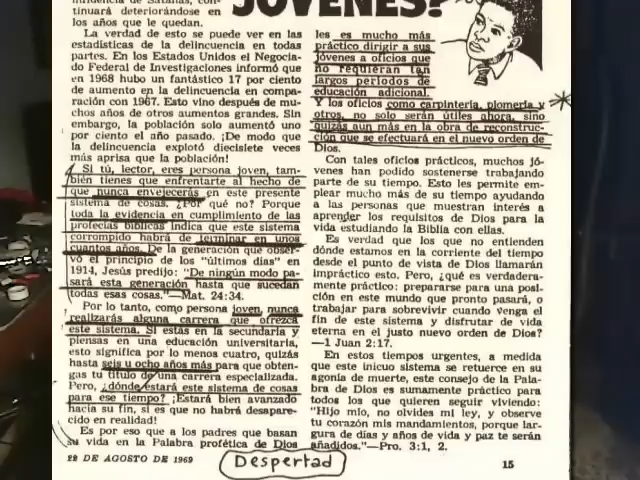 JÓVENES?
tinuará deteriorándose en
los años que le quedan.
La verdad de esto se puede ver en las
estadísticas de la delincuencia en todas
partes. En los Estados Unidos el Nego-
ciado Federal de Investigaciones informó que
en 1968 hubo un fantástico 17 por ciento
de aumento en la delincuencia en compa-
ración con 1967. Esto vino después de mu-
chos años de otros aumentos grandes. Sin
embargo, la población solo aumentó uno
por ciento el año pasado. ¡De modo que
la delincuencia explotó diecisiete veces
más aprisa que la población!
Si tú, lector, eres persona joven, tam-
bién tienes que enfrentarte al hecho de
que nunca envejecerás en este presente
sistema de cosas. ¿Por qué no? Porque
toda la evidencia en cumplimiento de las
profecías bíblicas indica que este sistema
corrompido habrá de terminar en unos
cuantos años. De la generación que obser-
vó el principio de los "últimos días" en
1914, Jesús predijo: "De ningún modo pa-
sará esta generación hasta que sucedan
todas esas cosas."—Mat. 24:34.
Por lo tanto, como persona joven, nunca
realizarás alguna carrera que ofrezca
este sistema. Si estás en la secundaria y
piensas en una educación universitaria,
esto significa por lo menos cuatro, quizás
hasta seis u ocho años más para que obten-
gas tu título de una carrera especializada.
Pero, ¿dónde estará este sistema de cosas
para ese tiempo? ¡Estará bien avanzado
hacia su fin, si es que no habrá desapare-
cido en realidad!
Es por eso que a los padres que basan
su vida en la Palabra profética de Dios
les es mucho más
práctico dirigir a sus
jóvenes a oficios que
no requieran tan
largos períodos de
educación adicional.
Y los oficios como carpintería, plomería y
otros, no solo serán útiles ahora, sino
quizás aun más en la obra de reconstruc-
ción que se efectuará en el nuevo orden de
Dios.
Con tales oficios prácticos, muchos jó-
venes han podido sostenerse trabajando
parte de su tiempo. Esto les permite em-
plear mucho más de su tiempo ayudando
a las personas que muestran interés a
aprender los requisitos de Dios para la
vida estudiando la Biblia con ellas.
Es verdad que los que no entienden
dónde estamos en la corriente del tiempo
desde el punto de vista de Dios llamarán
impráctico esto. Pero, ¿qué es verdadera-
mente práctico: prepararse para una posi-
ción en este mundo que pronto pasará, o
trabajar para sobrevivir cuando venga el
fin de este sistema y disfrutar de vida
eterna en el justo nuevo orden de Dios?
—1 Juan 2:17.
En estos tiempos urgentes, a medida
que este inicuo sistema se retuerce en su
agonía de muerte, este consejo de la Pala-
bra de Dios es sumamente práctico para
todos los que quieren seguir viviendo:
"Hijo mío, no olvides mi ley, y observe
tu corazón mis mandamientos, porque lar-
gura de días y años de vida y paz te serán
añadidos."—Pro. 3:1, 2.
22 DE AGOSTO DE 1969
Despertad
15